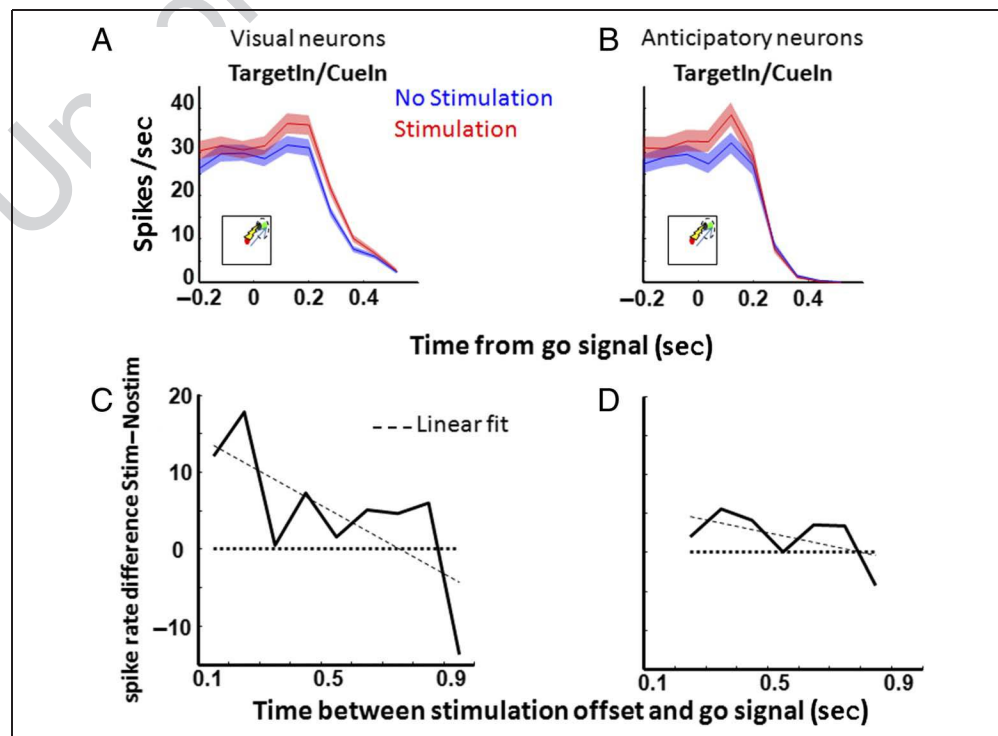 A
Visual neurons
TargetIn/CueIn
B
Anticipatory neurons
TargetIn/CueIn
No Stimulation
Stimulation
Spikes/sec
40
30
20
10
0
−0.2 0 0.2 0.4
−0.2 0 0.2 0.4
Time from go signal (sec)
C
D
spike rate difference Stim–Nostim
20
10
0
−10
Linear fit
0.1 0.5 0.9
0.1 0.5 0.9
Time between stimulation offset and go signal (sec)